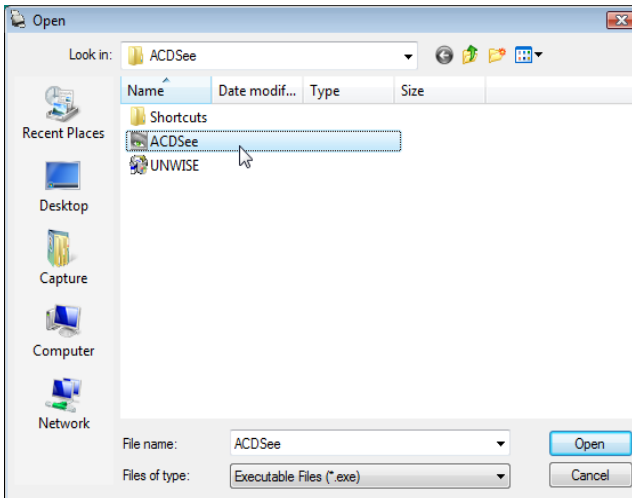 Open
Look in: ACDSee
Name Date modif... Type Size
Shortcuts
ACDSee
UNWISE
Recent Places
Desktop
Capture
Computer
Network
File name: ACDSee Open
Files of type: Executable Files (*.exe) Cancel